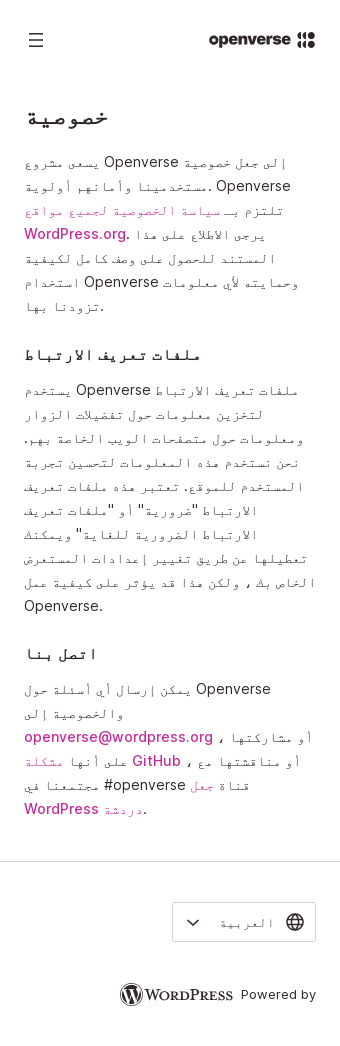 openverse
خصوصية
يسعى مشروع Openverse إلى جعل خصوصية
مستخدمينا وأمانهم أولوية. Openverse
تلتزم بـ سياسة الخصوصية لجميع مواقع
WordPress.org. يرجى الاطلاع على هذا
المستند للحصول على وصف كامل لكيفية
استخدام Openverse وحمايته لأي معلومات
تزودنا بها.
ملفات تعريف الارتباط
يستخدم Openverse ملفات تعريف الارتباط
لتخزين معلومات حول تفضيلات الزوار
ومعلومات حول متصفحات الويب الخاصة بهم.
نحن نستخدم هذه المعلومات لتحسين تجربة
المستخدم للموقع. تعتبر هذه ملفات تعريف
الارتباط "ضرورية" أو "ملفات تعريف
الارتباط الضرورية للغاية" ويمكنك
تعطيلها عن طريق تغيير إعدادات المستعرض
الخاص بك ، ولكن هذا قد يؤثر على كيفية عمل
Openverse.
اتصل بنا
يمكن إرسال أي أسئلة حول Openverse
والخصوصية إلى
openverse@wordpress.org ، أو مشاركتها
على أنها مشكلة GitHub ، أو مناقشتها مع
مجتمعنا في #openverse قناة جعل
WordPress دردشة.
العربية
Powered by WORDPRESS